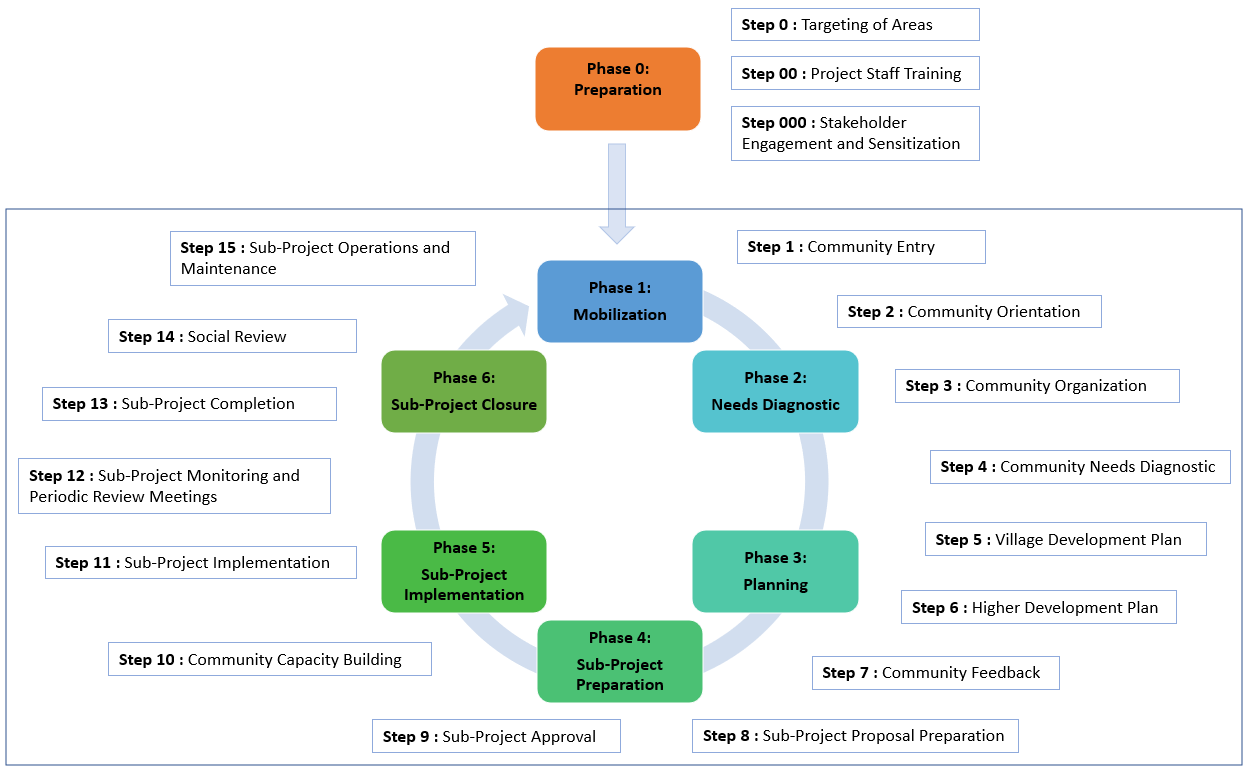 Phase 0:
Preparation
Step 0 : Targeting of Areas
Step 00 : Project Staff Training
Step 000 : Stakeholder
Engagement and Sensitization
Phase 1:
Mobilization
Phase 2:
Needs Diagnostic
Phase 3:
Planning
Phase 4:
Sub-Project
Preparation
Phase 5:
Sub-Project
Implementation
Phase 6:
Sub-Project Closure
Step 1 : Community Entry
Step 2 : Community Orientation
Step 3 : Community Organization
Step 4 : Community Needs Diagnostic
Step 5 : Village Development Plan
Step 6 : Higher Development Plan
Step 7 : Community Feedback
Step 8 : Sub-Project Proposal Preparation
Step 9 : Sub-Project Approval
Step 10 : Community Capacity Building
Step 11 : Sub-Project Implementation
Step 12 : Sub-Project Monitoring and
Periodic Review Meetings
Step 13 : Sub-Project Completion
Step 14 : Social Review
Step 15 : Sub-Project Operations and
Maintenance